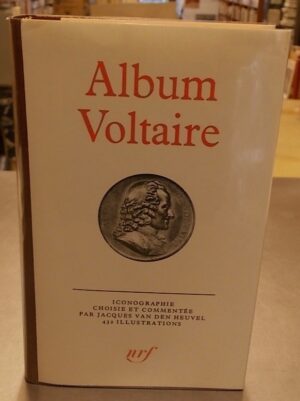 Album
Voltaire
ICONOGRAPHIE
CHOISIE ET COMMENTÉE
PAR JACQUES VAN DEN HEUVEL
432 ILLUSTRATIONS
nrf